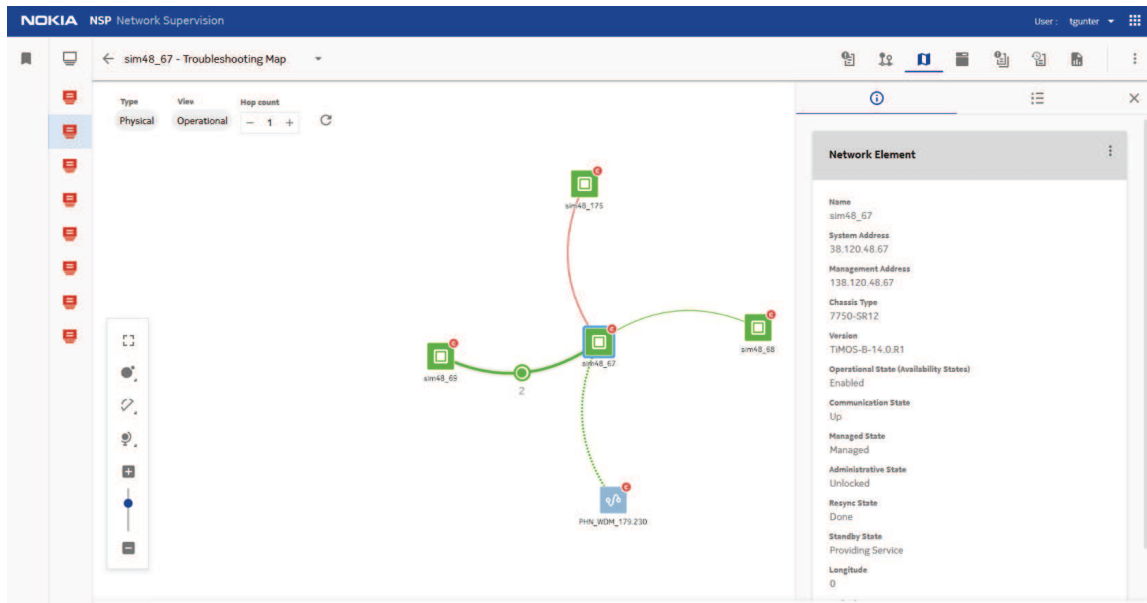 NOKIA NSP Network Supervision
User : tgunter
sim48_67 - Troubleshooting Map
Type View Hop count
Physical Operational − 1 +
sim48_175
sim48_68
sim48_67
sim48_69
2
PHN_WDM_179.230
Network Element
Name
sim48_67
System Address
38.120.48.67
Management Address
138.120.48.67
Chassis Type
7750-SR12
Version
TiMOS-B-14.0.R1
Operational State (Availability States)
Enabled
Communication State
Up
Managed State
Managed
Administrative State
Unlocked
Resync State
Done
Standby State
Providing Service
Longitude
0